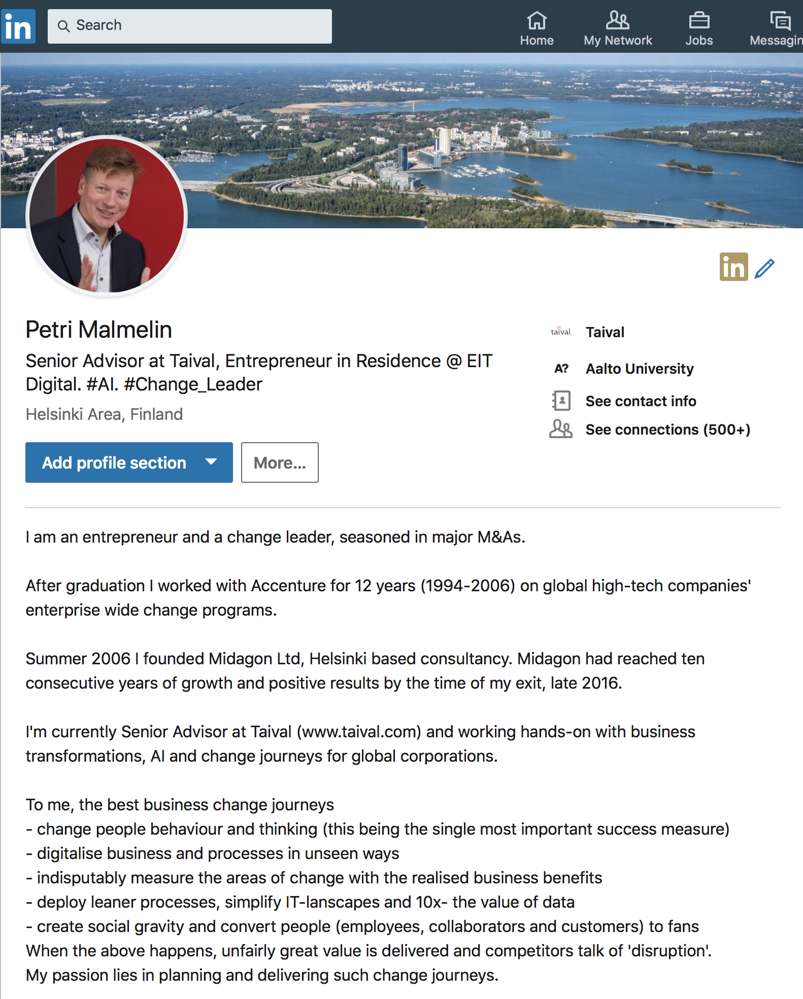 in
Search
Home
My Network
Jobs
Messagin
in
Petri Malmelin
Senior Advisor at Taival, Entrepreneur in Residence @ EIT
Digital. #AI. #Change_Leader
Helsinki Area, Finland
Add profile section
More...
taival.
Taival
A?
Aalto University
See contact info
See connections (500+)
I am an entrepreneur and a change leader, seasoned in major M&As.
After graduation I worked with Accenture for 12 years (1994-2006) on global high-tech companies'
enterprise wide change programs.
Summer 2006 I founded Midagon Ltd, Helsinki based consultancy. Midagon had reached ten
consecutive years of growth and positive results by the time of my exit, late 2016.
I'm currently Senior Advisor at Taival (www.taival.com) and working hands-on with business
transformations, AI and change journeys for global corporations.
To me, the best business change journeys
- change people behaviour and thinking (this being the single most important success measure)
- digitalise business and processes in unseen ways
- indisputably measure the areas of change with the realised business benefits
- deploy leaner processes, simplify IT-lanscapes and 10x- the value of data
- create social gravity and convert people (employees, collaborators and customers) to fans
When the above happens, unfairly great value is delivered and competitors talk of 'disruption'.
My passion lies in planning and delivering such change journeys.